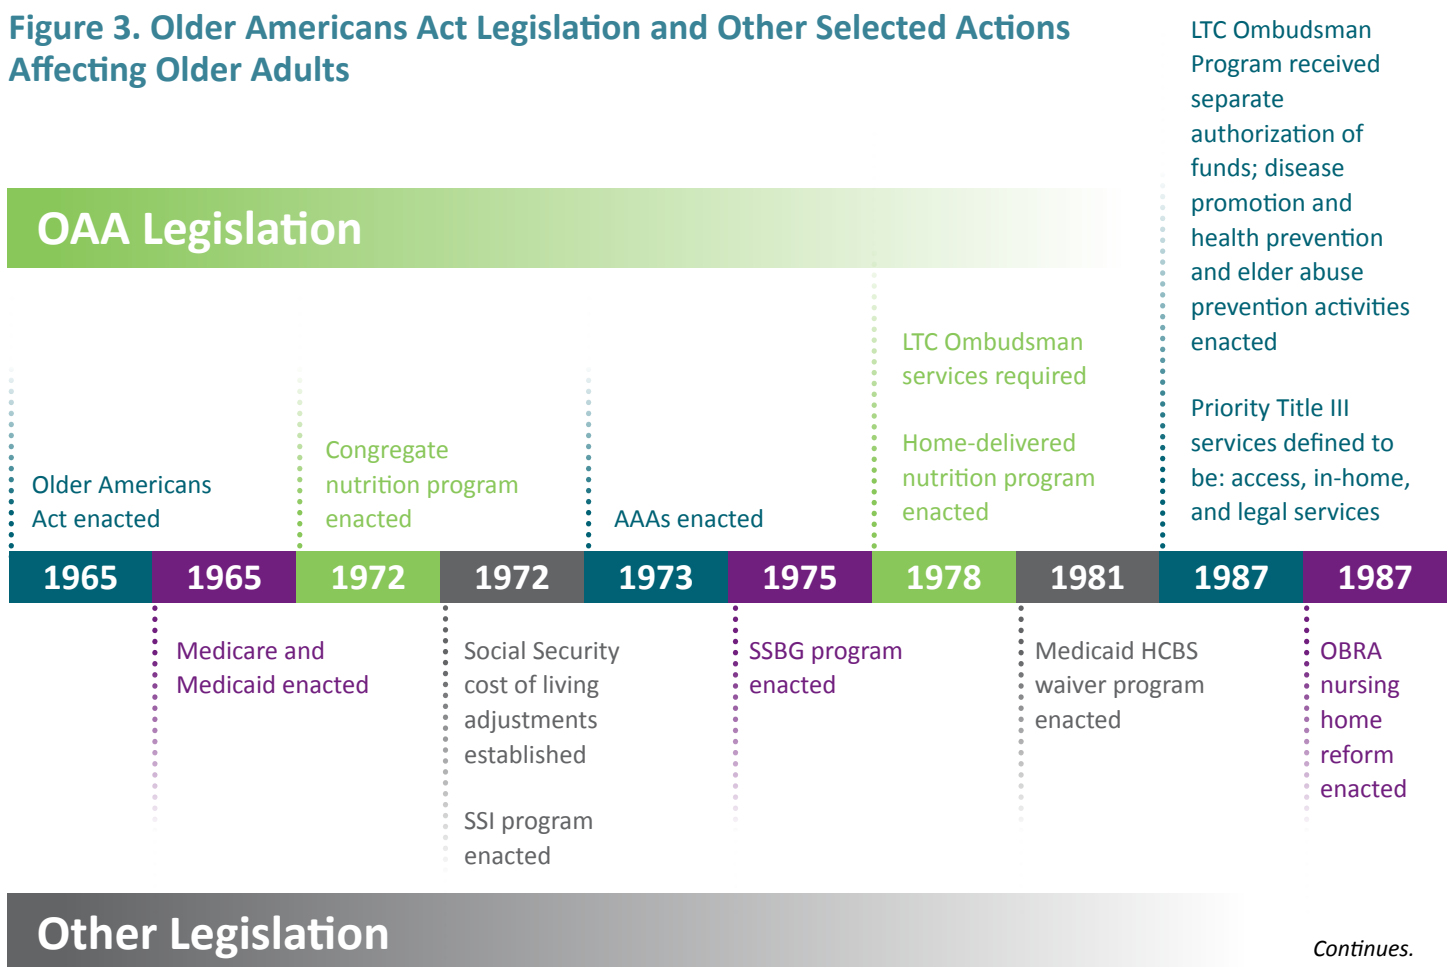 Figure 3. Older Americans Act Legislation and Other Selected Actions
Affecting Older Adults
LTC Ombudsman
Program received
separate
authorization of
funds; disease
promotion and
health prevention
and elder abuse
prevention activities
enacted
Priority Title III
services defined to
be: access, in-home,
and legal services
OAA Legislation
Older Americans
Act enacted
Congregate
nutrition program
enacted
AAAs enacted
LTC Ombudsman
services required
Home-delivered
nutrition program
enacted
1965 1965 1972 1972 1973 1975 1978 1981 1987 1987
Medicare and
Medicaid enacted
Social Security
cost of living
adjustments
established
SSI program
enacted
SSBG program
enacted
Medicaid HCBS
waiver program
enacted
OBRA
nursing
home
reform
enacted
Other Legislation
Continues.